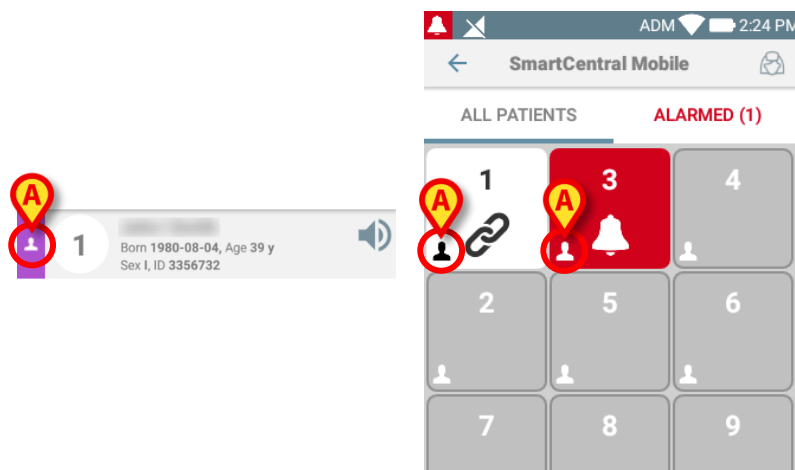 A
1
Born 1980-08-04, Age 39 y
Sex I, ID 3356732
ADM 2:24 PM
SmartCentral Mobile
ALL PATIENTS ALARMED (1)
1 3 4
A A
2 5 6
7 8 9